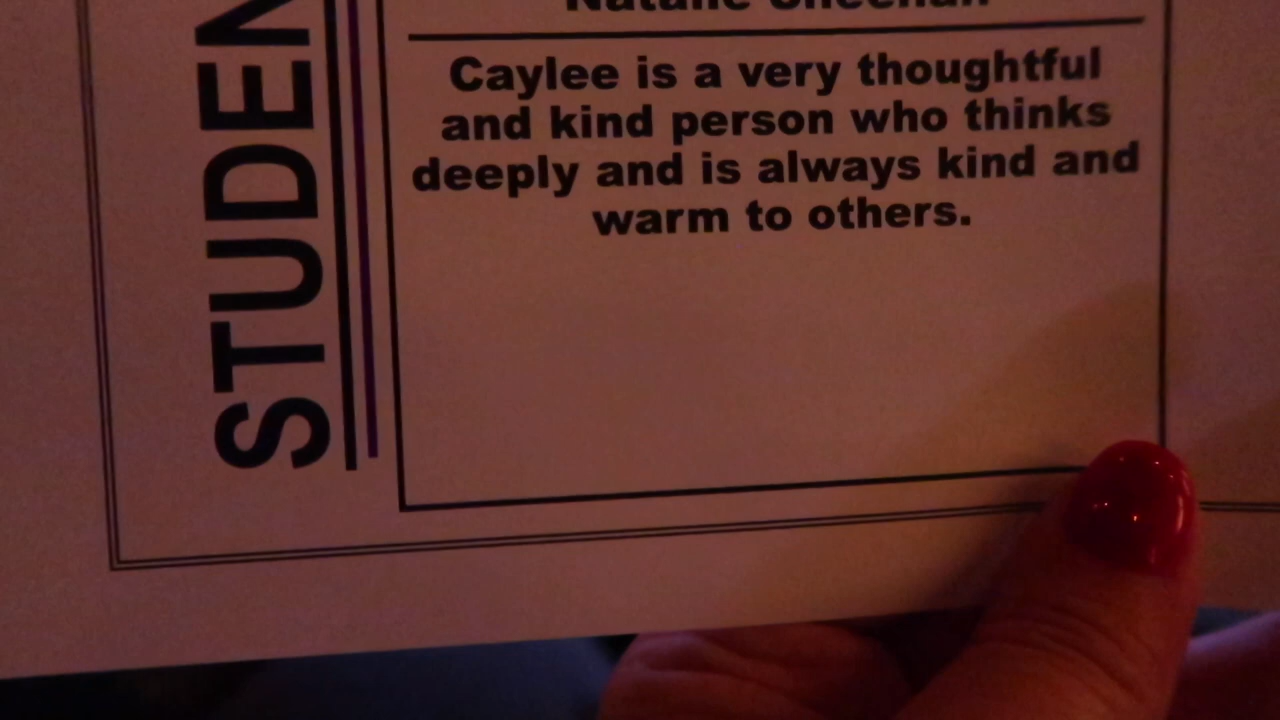 Caylee is a very thoughtful
and kind person who thinks
deeply and is always kind and
warm to others.
STUDEN